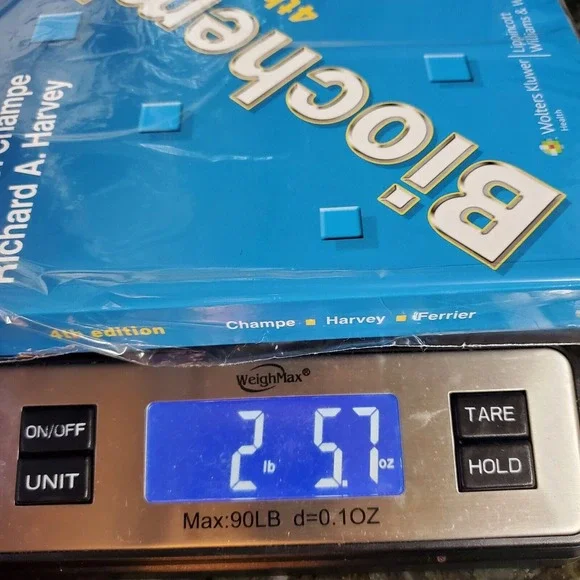 Biochem
4th
Champe
Richard A. Harvey
Wolters Kluwer
Health
Lippincott
Williams & W
4th edition
Champe ■ Harvey ■ Ferrier
WeighMax®
ON/OFF
UNIT
2 lb 5.7 oz
TARE
HOLD
Max:90LB d=0.1OZ